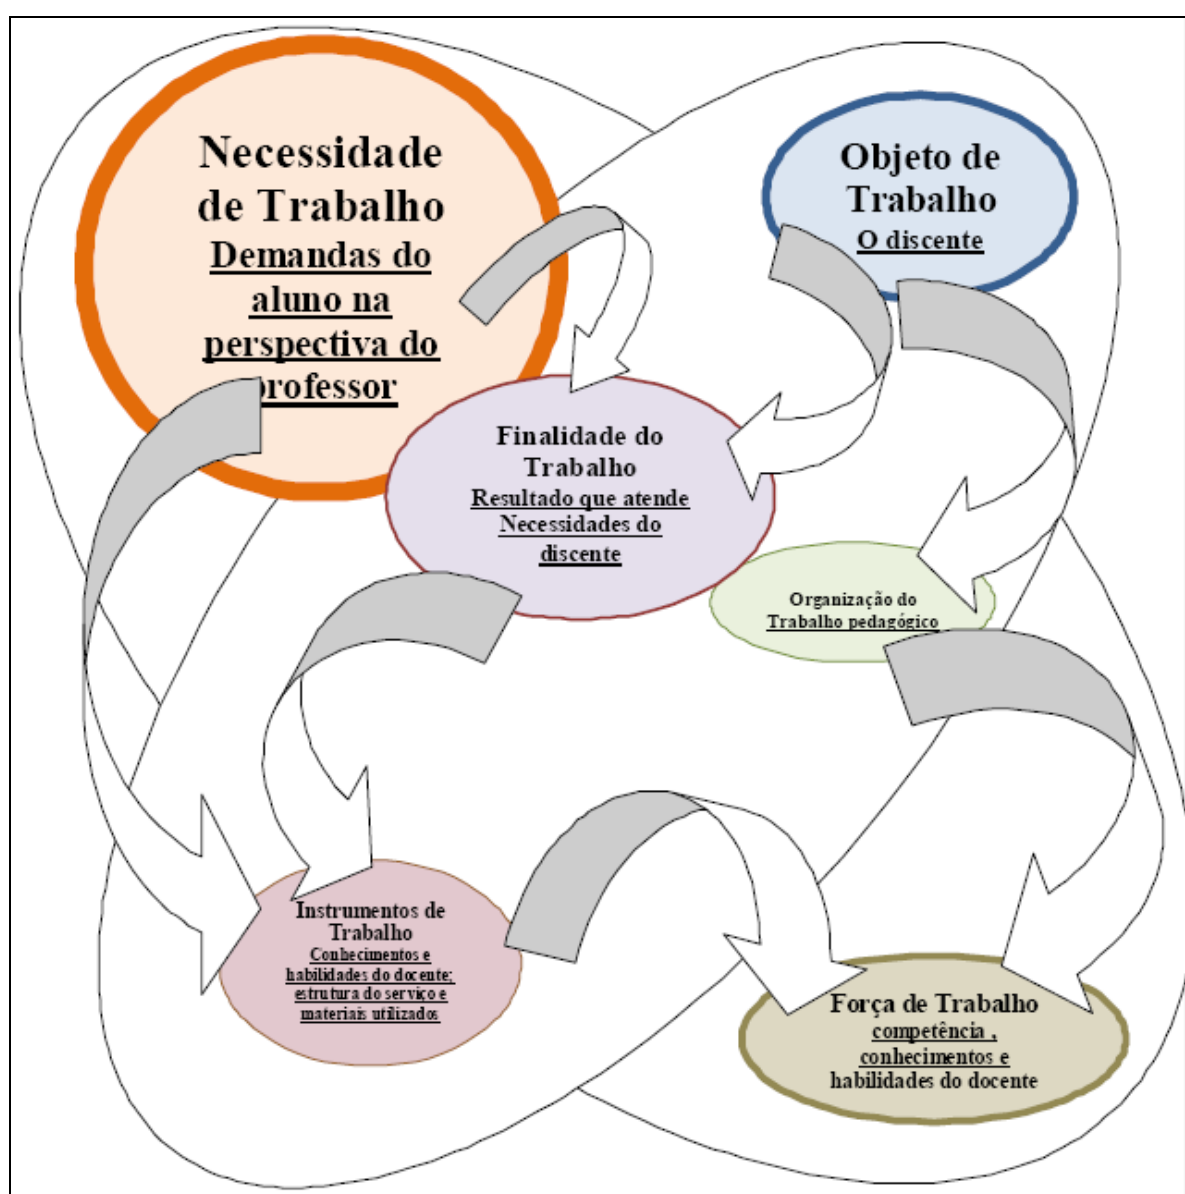 Necessidade
de Trabalho
Demandas do
aluno na
perspectiva do
professor
Objeto de
Trabalho
O discente
Finalidade do
Trabalho
Resultado que atende
Necessidades do
discente
Organização do
Trabalho pedagógico
Instrumentos de
Trabalho
Conhecimentos e
habilidades do docente;
estrutura do serviço e
materiais utilizados
Força de Trabalho
competência ,
conhecimentos e
habilidades do docente